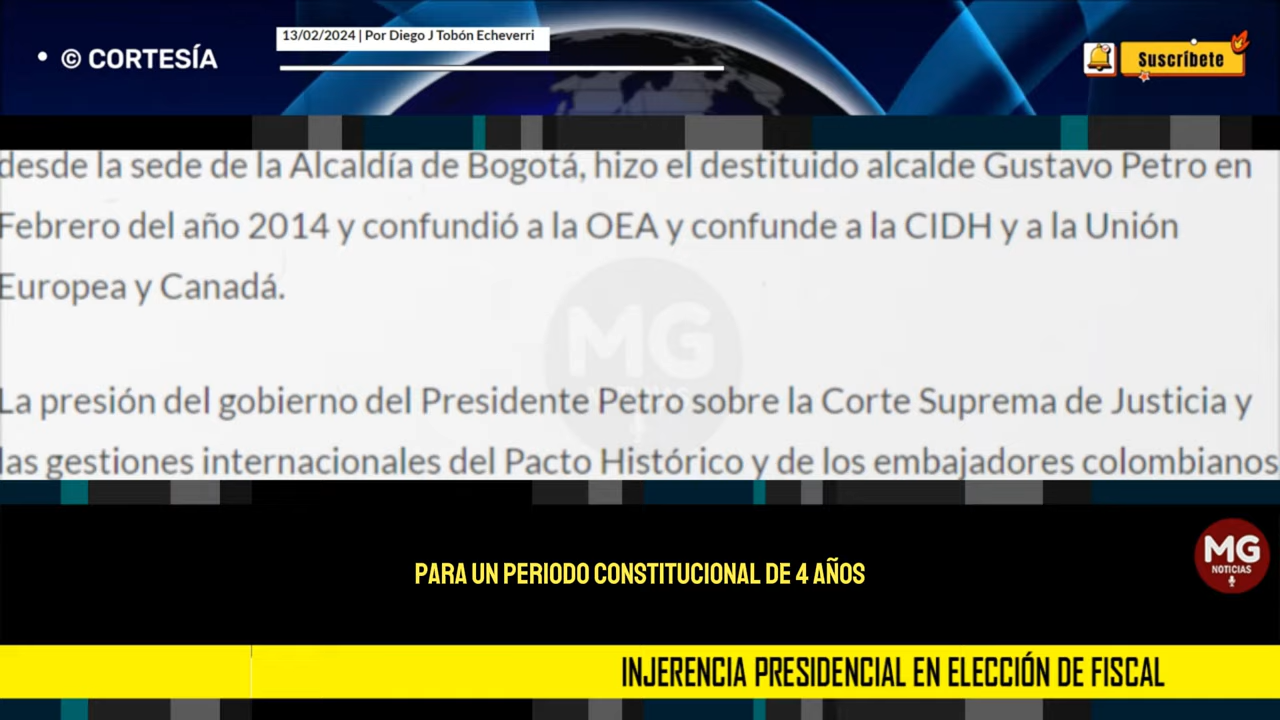 13/02/2024 | Por Diego J Tobón Echeverri
• © CORTESÍA
Suscríbete
desde la sede de la Alcaldía de Bogotá, hizo el destituido alcalde Gustavo Petro en
Febrero del año 2014 y confundió a la OEA y confunde a la CIDH y a la Unión
Europea y Canadá.
MG
NOTICIAS
La presión del gobierno del Presidente Petro sobre la Corte Suprema de Justicia y
las gestiones internacionales del Pacto Histórico y de los embajadores colombianos
PARA UN PERIODO CONSTITUCIONAL DE 4 AÑOS
MG
NOTICIAS
INJERENCIA PRESIDENCIAL EN ELECCIÓN DE FISCAL